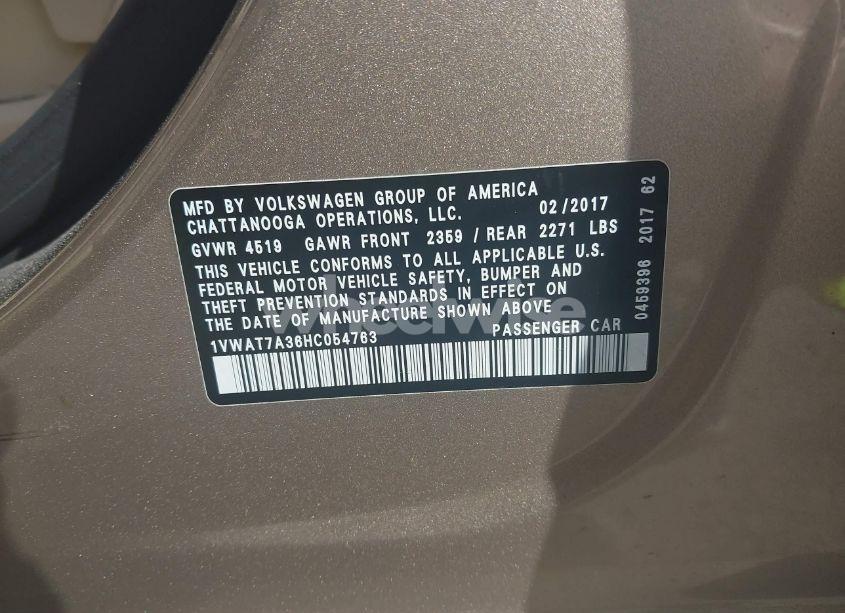 MFD BY VOLKSWAGEN GROUP OF AMERICA
CHATTANOOGA OPERATIONS, LLC. 02/2017
GVWR 4519 GAWR FRONT 2359 / REAR 2271 LBS
THIS VEHICLE CONFORMS TO ALL APPLICABLE U.S.
FEDERAL MOTOR VEHICLE SAFETY, BUMPER AND
THEFT PREVENTION STANDARDS IN EFFECT ON
THE DATE OF MANUFACTURE SHOWN ABOVE
1VWAT7A36HC054763 PASSENGER CAR
0459396 2017 62
wheelwise